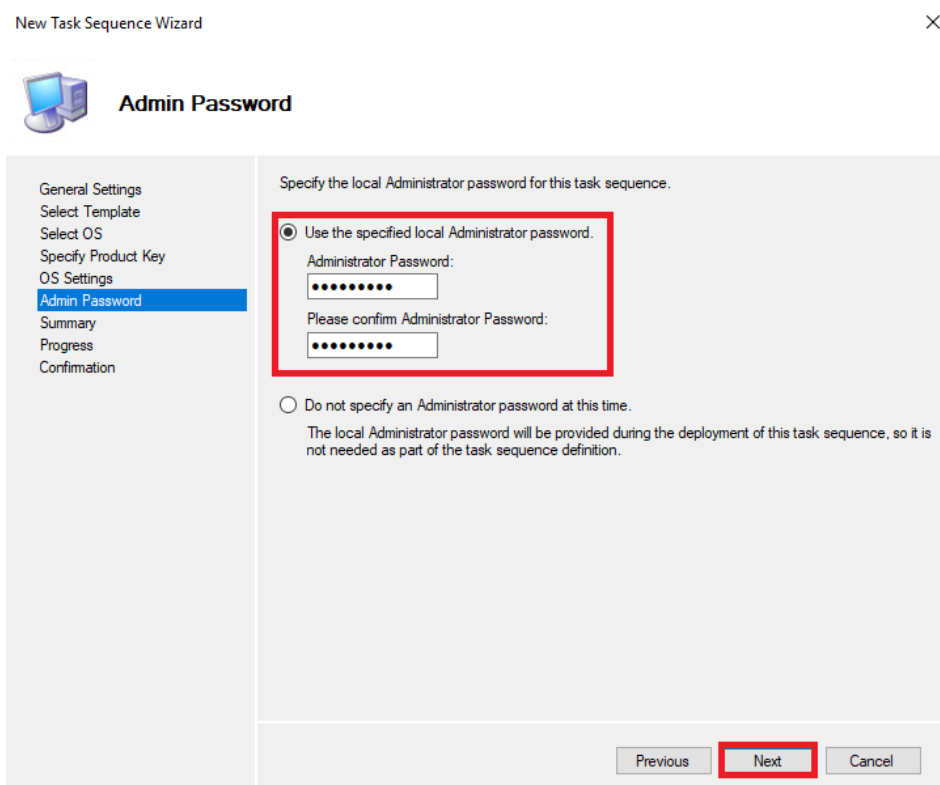 New Task Sequence Wizard
Admin Password
General Settings
Select Template
Select OS
Specify Product Key
OS Settings
Admin Password
Summary
Progress
Confirmation
Specify the local Administrator password for this task sequence.
Use the specified local Administrator password.
Administrator Password:
●●●●●●●●●
Please confirm Administrator Password:
●●●●●●●●●
Do not specify an Administrator password at this time.
The local Administrator password will be provided during the deployment of this task sequence, so it is
not needed as part of the task sequence definition.
Previous
Next
Cancel